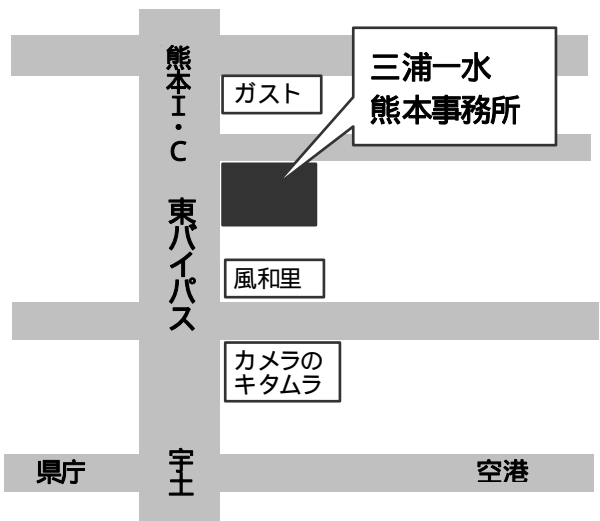 熊本I・C
東バイパス
宇土
ガスト
三浦一水
熊本事務所
風和里
カメラの
キタムラ
県庁
空港